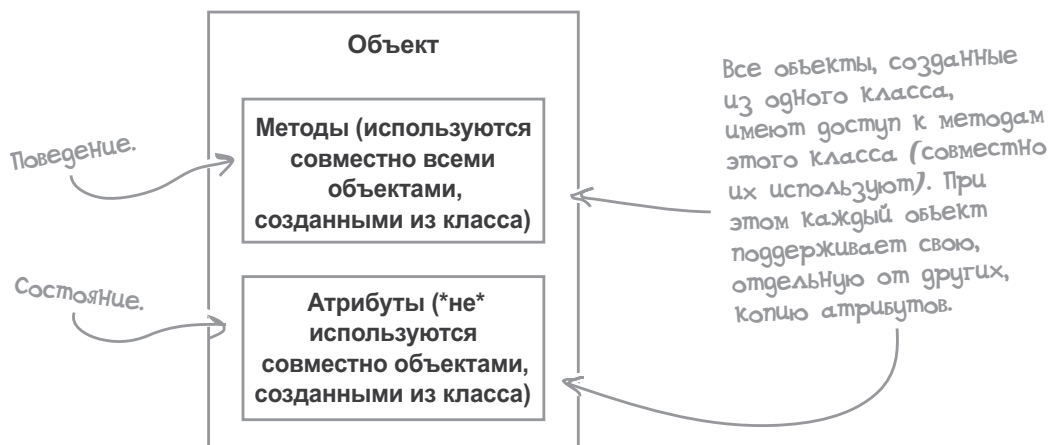 Объект
Методы (используются
совместно всеми
объектами,
созданными из класса)
Поведение.
Атрибуты (*не*
используются
совместно объектами,
созданными из класса)
Состояние.
Все объекты, созданные
из одного класса,
имеют доступ к методам
этого класса (совместно
их используют). При
этом каждый объект
поддерживает свою,
отдельную от других,
копию атрибутов.